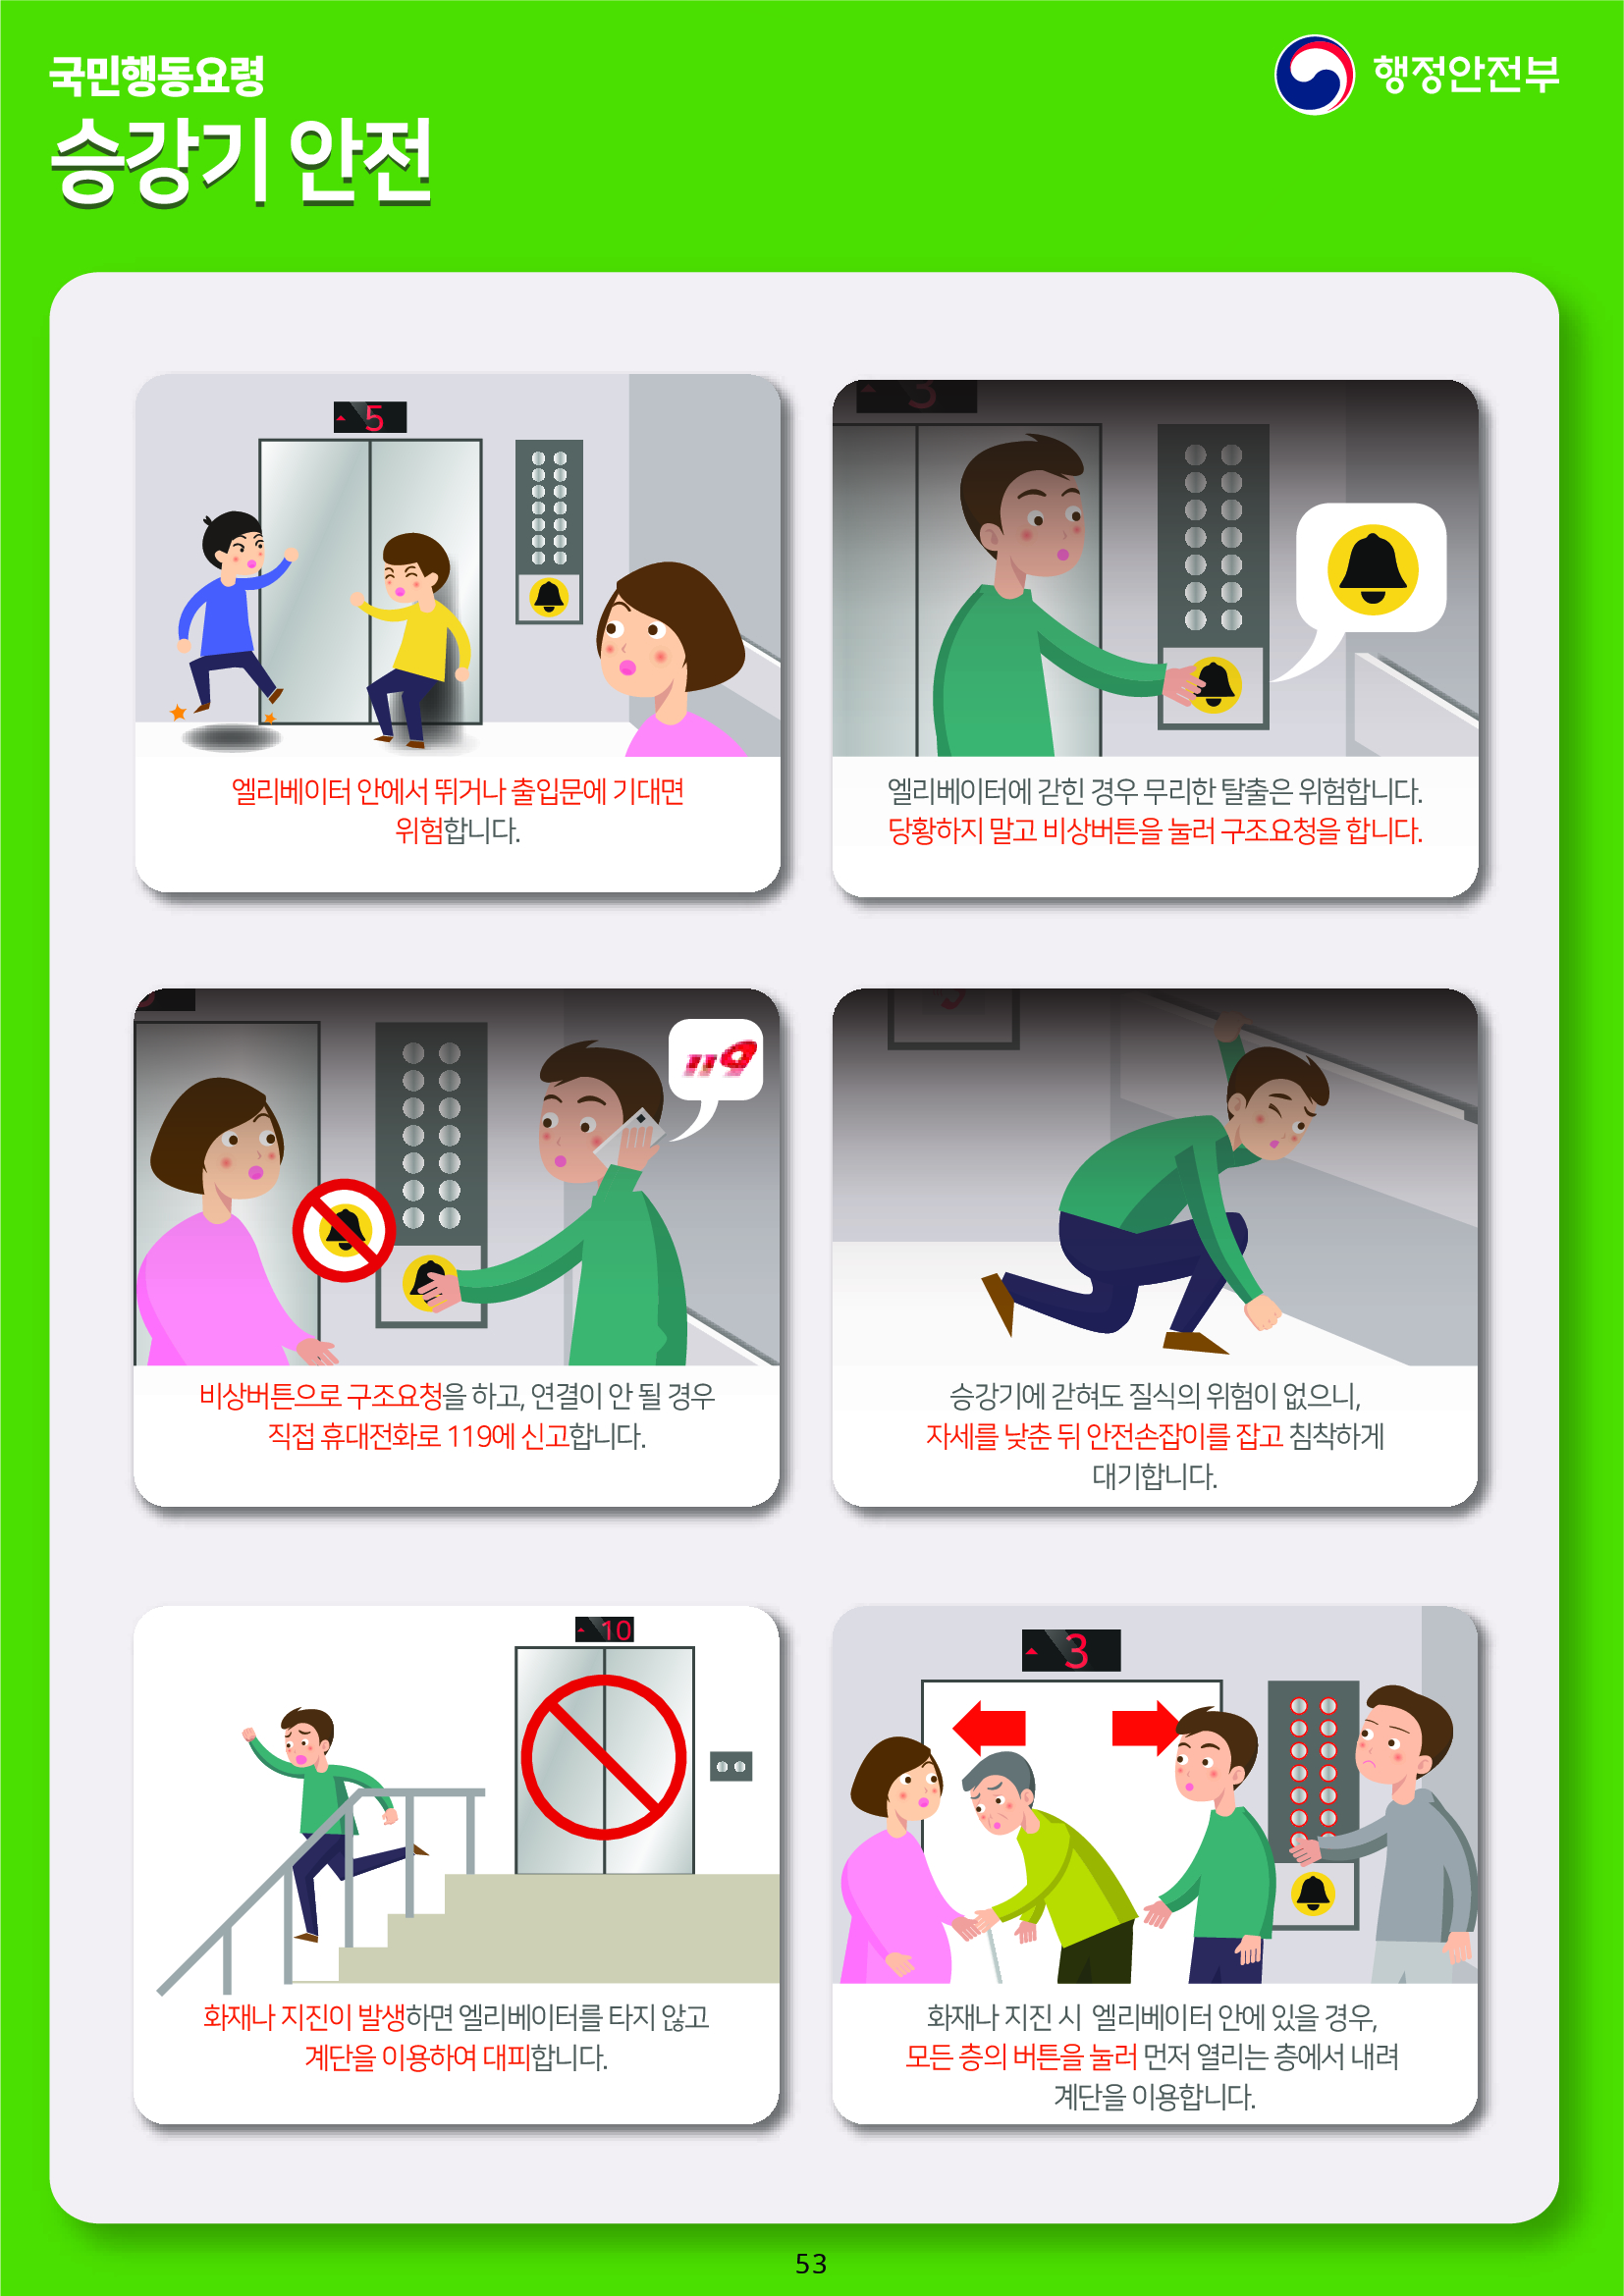 국민행동요령
승강기 안전
행정안전부
5
엘리베이터 안에서 뛰거나 출입문에 기대면
위험합니다.
3
엘리베이터에 갇힌 경우 무리한 탈출은 위험합니다.
당황하지 말고 비상버튼을 눌러 구조요청을 합니다.
119
비상버튼으로 구조요청을 하고, 연결이 안 될 경우
직접 휴대전화로 119에 신고합니다.
승강기에 갇혀도 질식의 위험이 없으니,
자세를 낮춘 뒤 안전손잡이를 잡고 침착하게
대기합니다.
10
화재나 지진이 발생하면 엘리베이터를 타지 않고
계단을 이용하여 대피합니다.
3
화재나 지진 시 엘리베이터 안에 있을 경우,
모든 층의 버튼을 눌러 먼저 열리는 층에서 내려
계단을 이용합니다.
53